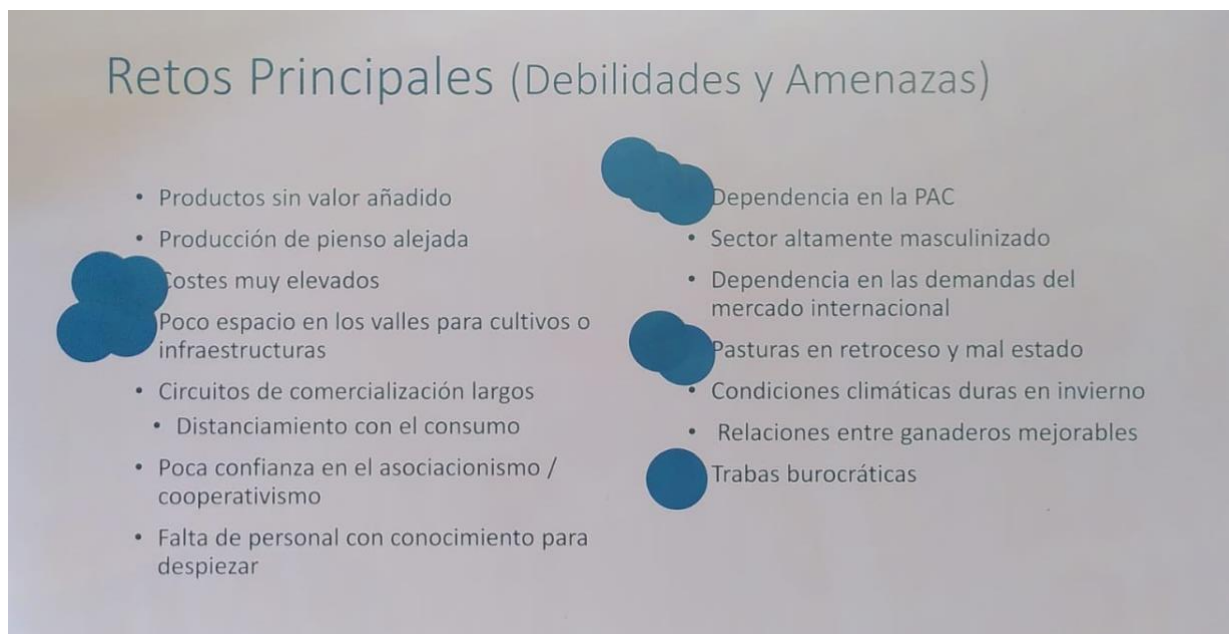 Retos Principales (Debilidades y Amenazas)
• Productos sin valor añadido
• Producción de pienso alejada
Costes muy elevados
Poco espacio en los valles para cultivos o
infraestructuras
• Circuitos de comercialización largos
• Distanciamiento con el consumo
• Poca confianza en el asociacionismo /
cooperativismo
• Falta de personal con conocimiento para
despiezar
Dependencia en la PAC
• Sector altamente masculinizado
• Dependencia en las demandas del
mercado internacional
Pasturas en retroceso y mal estado
• Condiciones climáticas duras en invierno
• Relaciones entre ganaderos mejorables
Trabas burocráticas